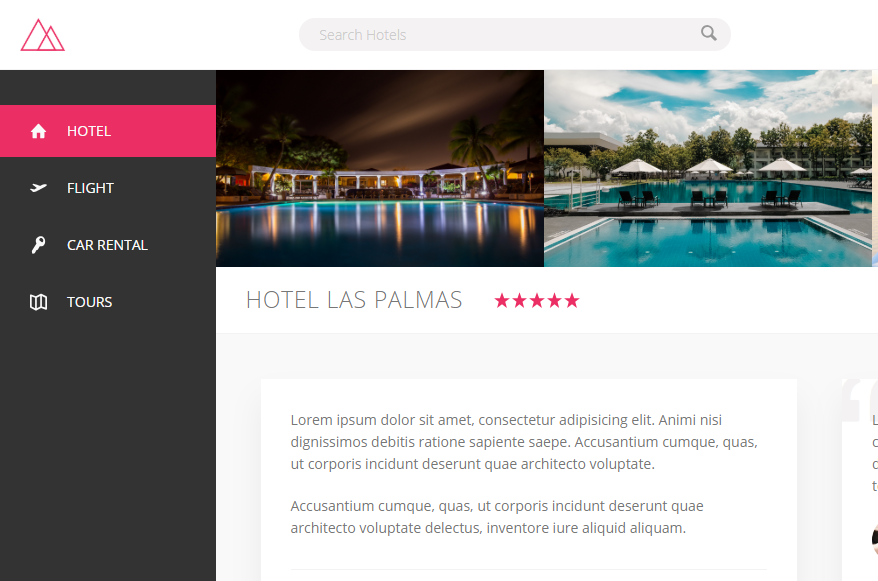 Search Hotels
HOTEL
FLIGHT
CAR RENTAL
TOURS
HOTEL LAS PALMAS
Lorem ipsum dolor sit amet, consectetur adipisicing elit. Animi nisi
dignissimos debitis ratione sapiente saepe. Accusantium cumque, quas,
ut corporis incidunt deserunt quae architecto voluptate.
Accusantium cumque, quas, ut corporis incidunt deserunt quae
architecto voluptate delectus, inventore iure aliquid aliquam.